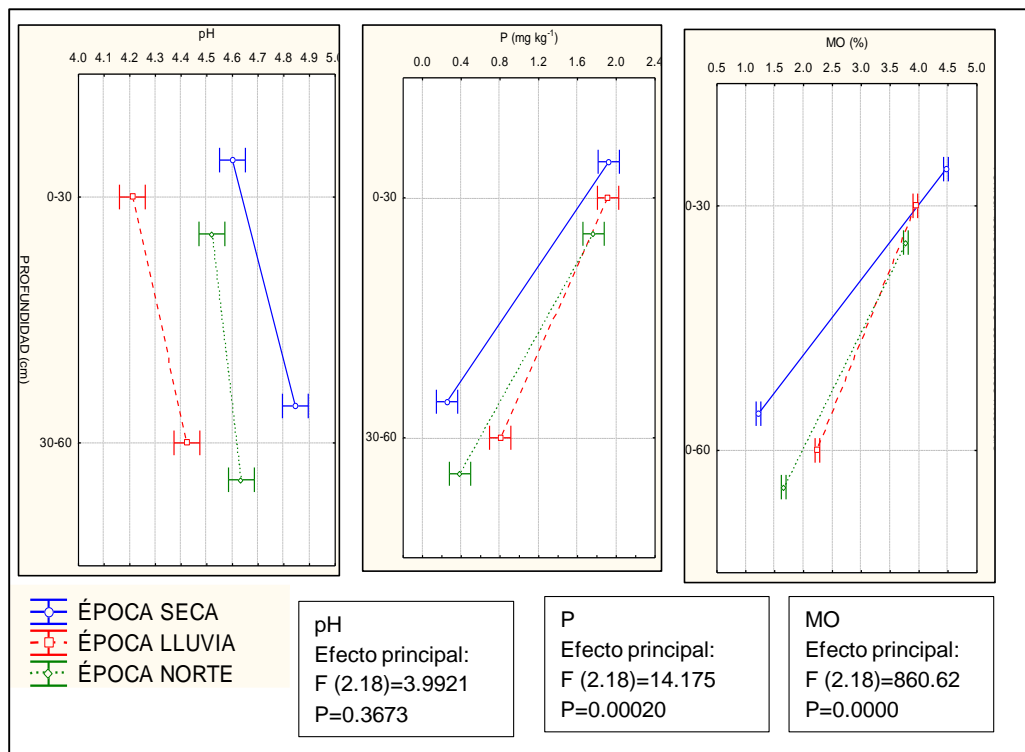 pH
4.0 4.1 4.2 4.3 4.4 4.5 4.6 4.7 4.8 4.9 5.0
PROFUNDIDAD (cm)
0-30
30-60
P (mg kg-1)
0.0 0.4 0.8 1.2 1.6 2.0 2.4
0-30
30-60
MO (%)
0.5 1.0 1.5 2.0 2.5 3.0 3.5 4.0 4.5 5.0
0-30
0-60
ÉPOCA SECA
ÉPOCA LLUVIA
ÉPOCA NORTE
pH
Efecto principal:
F (2.18)=3.9921
P=0.3673
P
Efecto principal:
F (2.18)=14.175
P=0.00020
MO
Efecto principal:
F (2.18)=860.62
P=0.0000